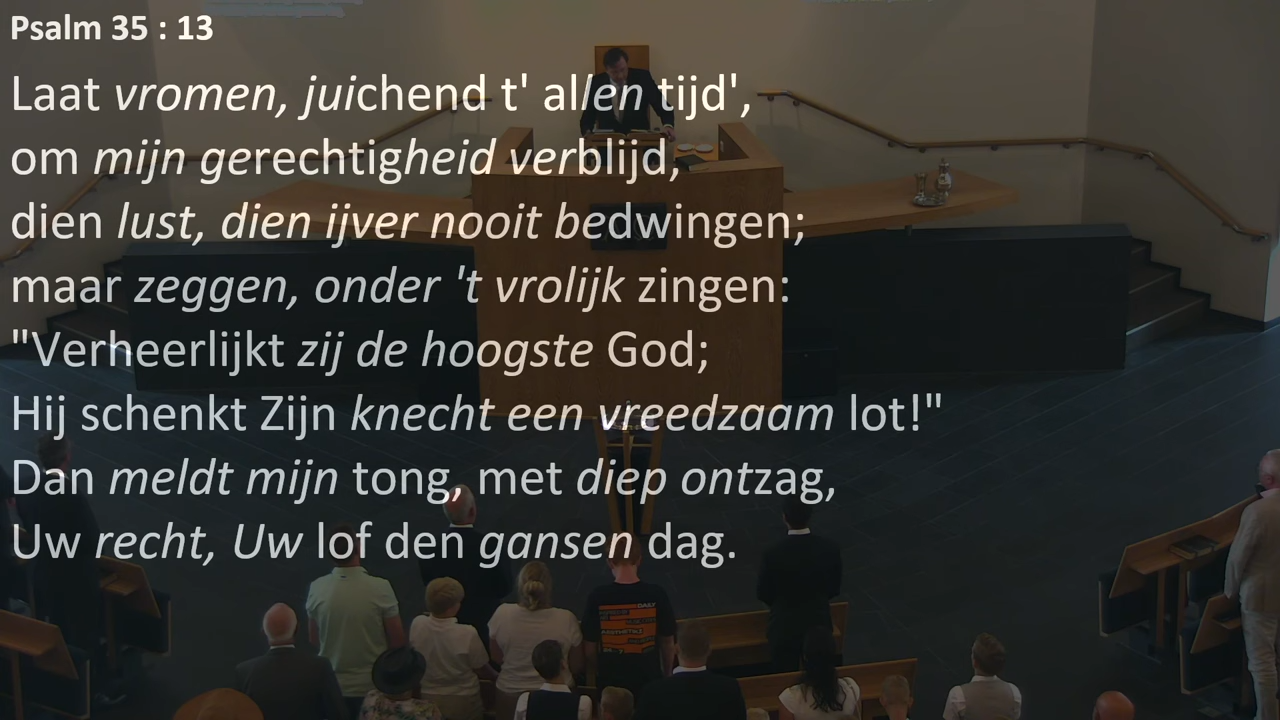 Psalm 35 : 13
Laat vromen, juichend t' allen tijd',
om mijn gerechtigheid verblijd,
dien lust, dien ijver nooit bedwingen;
maar zeggen, onder 't vrolijk zingen:
"Verheerlijkt zij de hoogste God;
Hij schenkt Zijn knecht een vreedzaam lot!"
Dan meldt mijn tong, met diep ontzag,
Uw recht, Uw lof den gansen dag.
DAILY